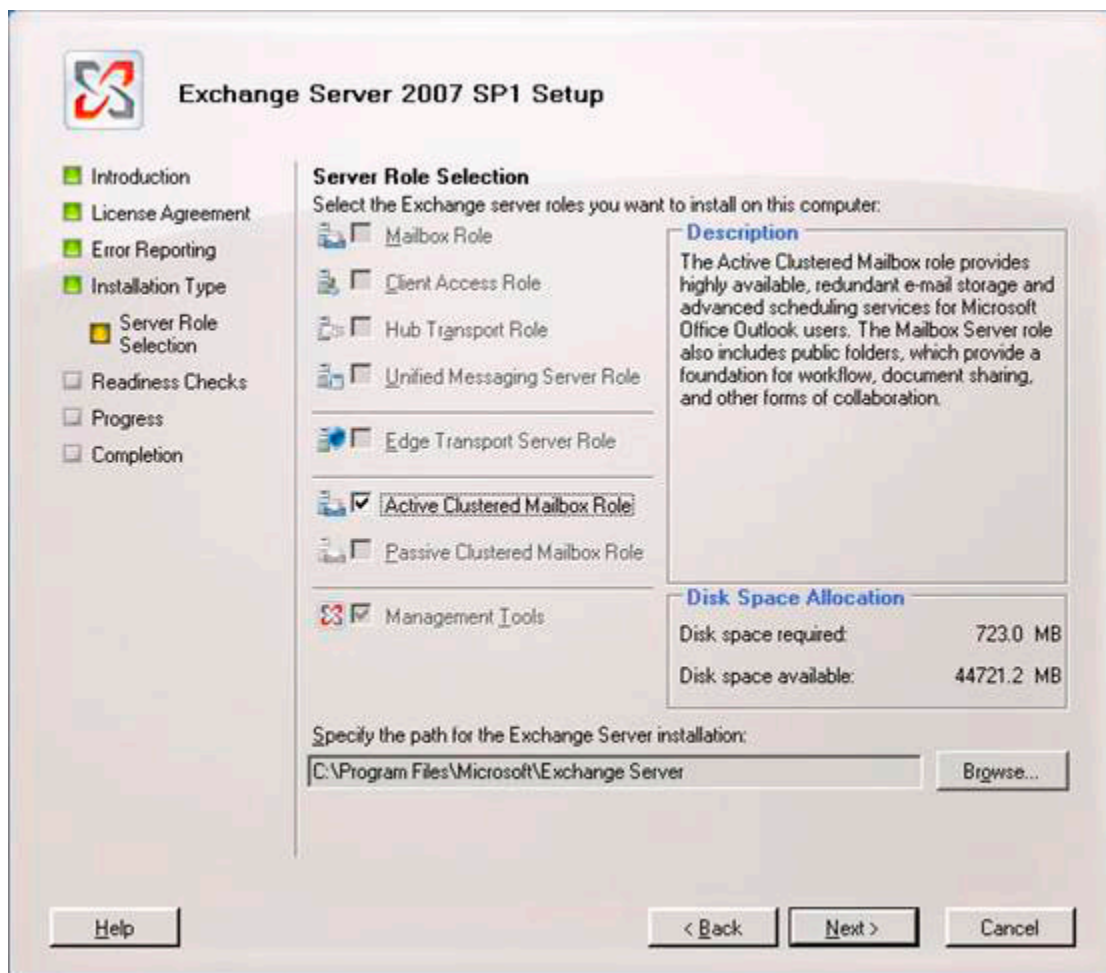 Exchange Server 2007 SP1 Setup
Introduction
License Agreement
Error Reporting
Installation Type
Server Role
Selection
Readiness Checks
Progress
Completion
Server Role Selection
Select the Exchange server roles you want to install on this computer:
Mailbox Role
Client Access Role
Hub Transport Role
Unified Messaging Server Role
Edge Transport Server Role
Active Clustered Mailbox Role
Passive Clustered Mailbox Role
Management Tools
Description
The Active Clustered Mailbox role provides
highly available, redundant e-mail storage and
advanced scheduling services for Microsoft
Office Outlook users. The Mailbox Server role
also includes public folders, which provide a
foundation for workflow, document sharing,
and other forms of collaboration.
Disk Space Allocation
Disk space required: 723.0 MB
Disk space available: 44721.2 MB
Specify the path for the Exchange Server installation:
C:\Program Files\Microsoft\Exchange Server
Browse...
Help
< Back
Next >
Cancel